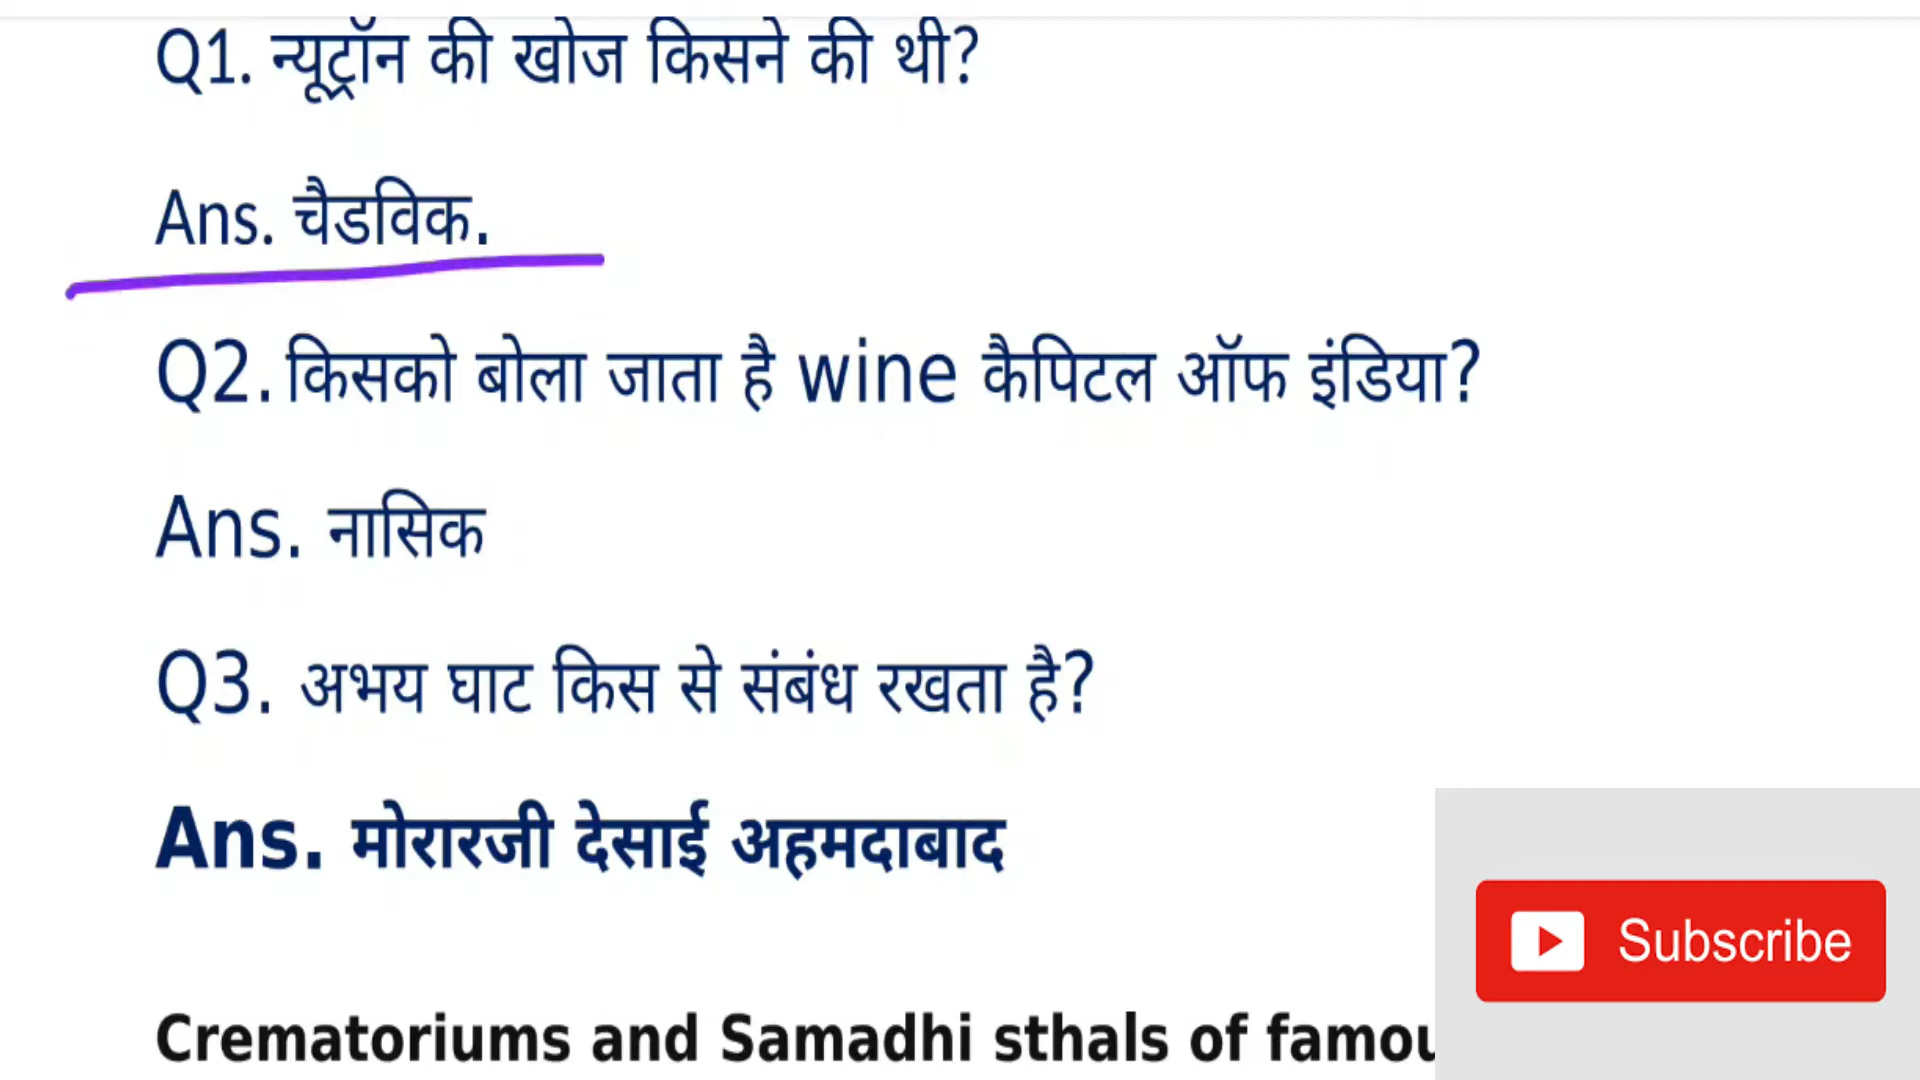 Q1. न्यूट्रॉन की खोज किसने की थी?
Ans. चैडविक.
Q2. किसको बोला जाता है wine कैपिटल ऑफ इंडिया?
Ans. नासिक
Q3. अभय घाट किस से संबंध रखता है?
Ans. मोरारजी देसाई अहमदाबाद
Subscribe
Crematoriums and Samadhi sthals of